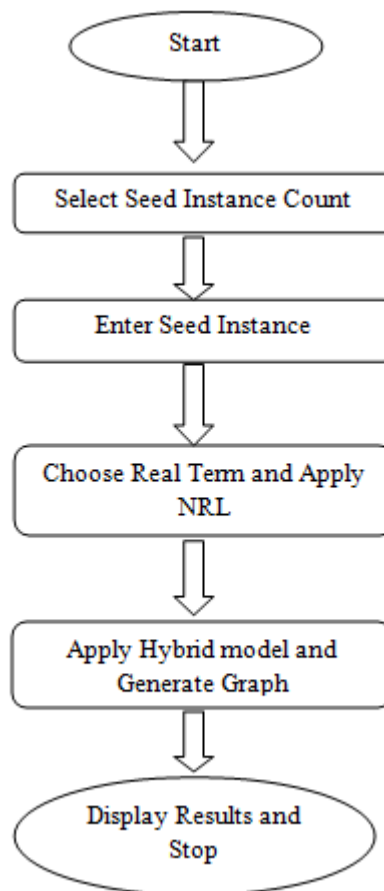 Start
Select Seed Instance Count
Enter Seed Instance
Choose Real Term and Apply
NRL
Apply Hybrid model and
Generate Graph
Display Results and
Stop